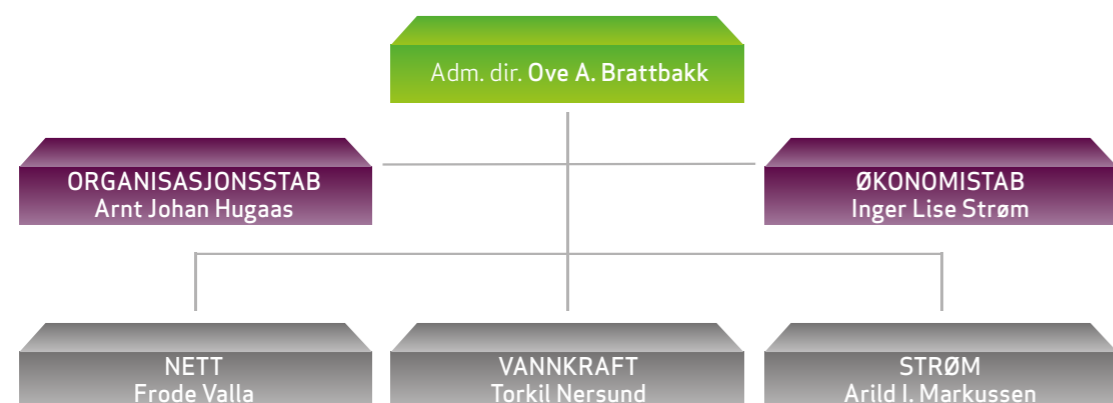 Adm. dir. Ove A. Brattbakk
ORGANISASJONSSTAB
Arnt Johan Hugaas
ØKONOMISTAB
Inger Lise Strøm
NETT
Frode Valla
VANNKRAFT
Torkil Nersund
STRØM
Arild I. Markussen